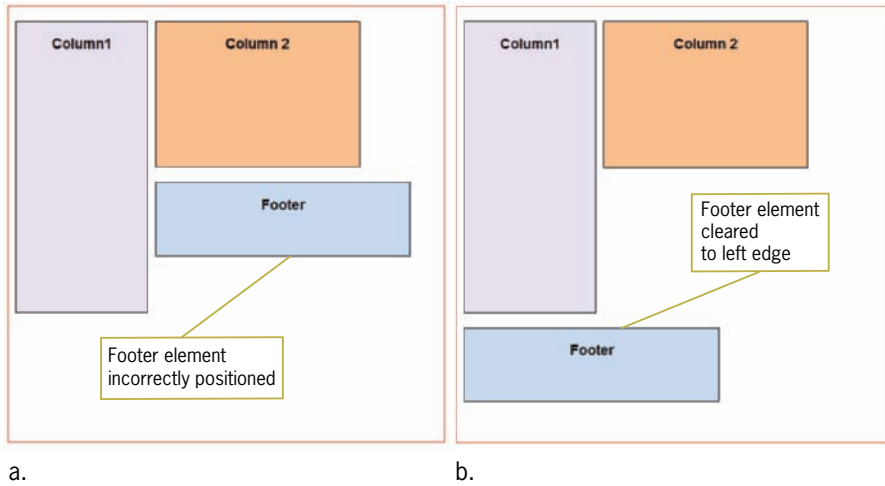 Column1
Column 2
Footer
Footer element
incorrectly positioned
a.
Column1
Column 2
Footer element
cleared
to left edge
Footer
b.